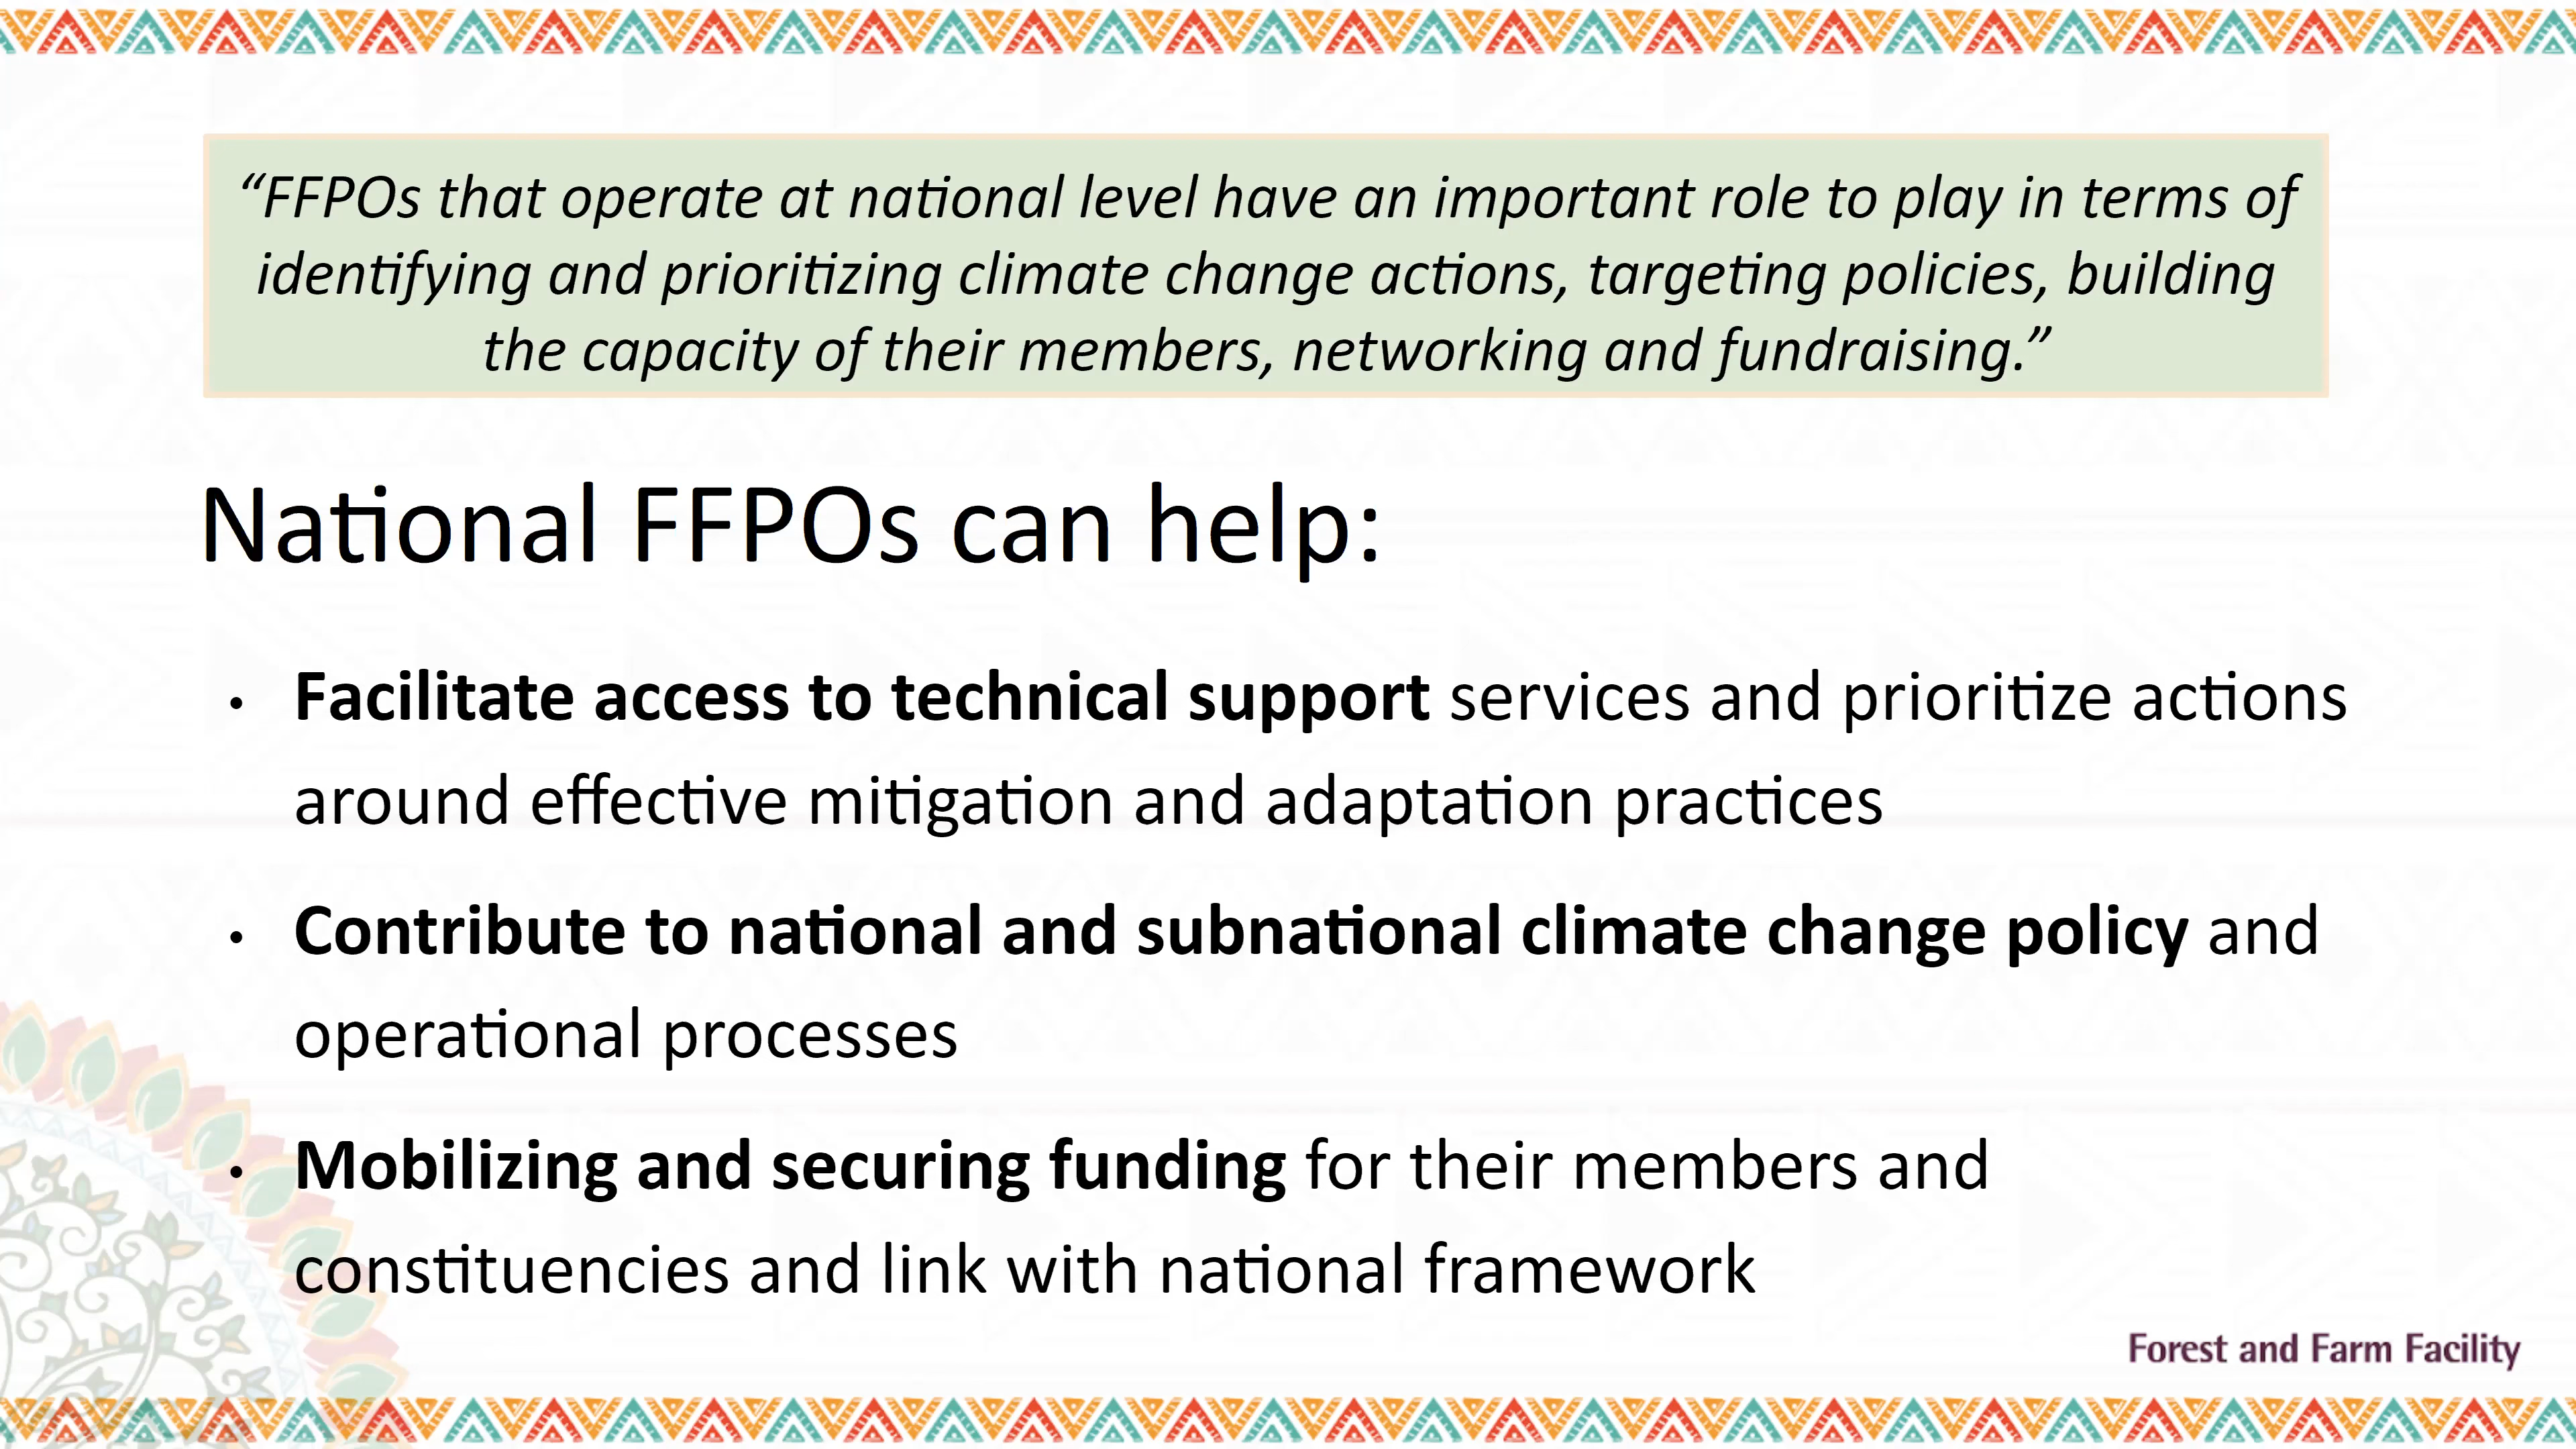 “FFPOs that operate at national level have an important role to play in terms of
identifying and prioritizing climate change actions, targeting policies, building
the capacity of their members, networking and fundraising.”
National FFPOs can help:
• Facilitate access to technical support services and prioritize actions
around effective mitigation and adaptation practices
• Contribute to national and subnational climate change policy and
operational processes
• Mobilizing and securing funding for their members and
constituencies and link with national framework
Forest and Farm Facility